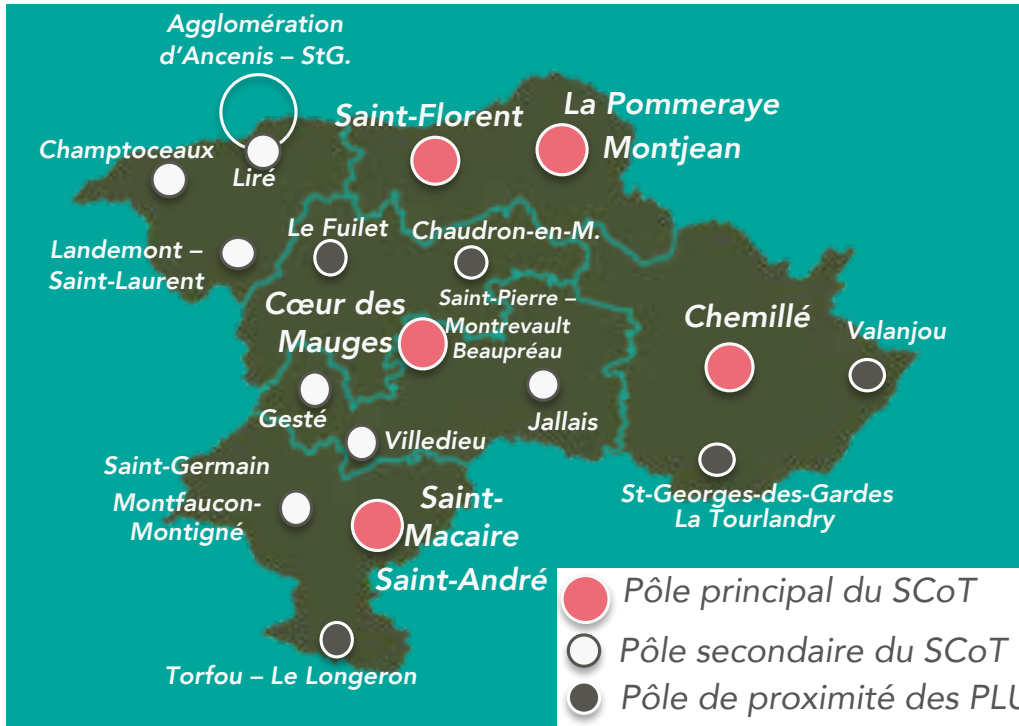 Agglomération
d'Ancenis – StG.
Saint-Florent
La Pommeraye
Montjean
Champtoceaux
Liré
Landemont –
Saint-Laurent
Le Fuilet
Chaudron-en-M.
Cœur des
Mauges
Saint-Pierre –
Montrevault
Beaupréau
Chemillé
Valanjou
Gesté
Villedieu
Jallais
Saint-Germain
Montfaucon-
Montigné
Saint-
Macaire
Saint-André
St-Georges-des-Gardes
La Tourlandry
Torfou – Le Longeron
Pôle principal du SCoT
Pôle secondaire du SCoT
Pôle de proximité des PLU